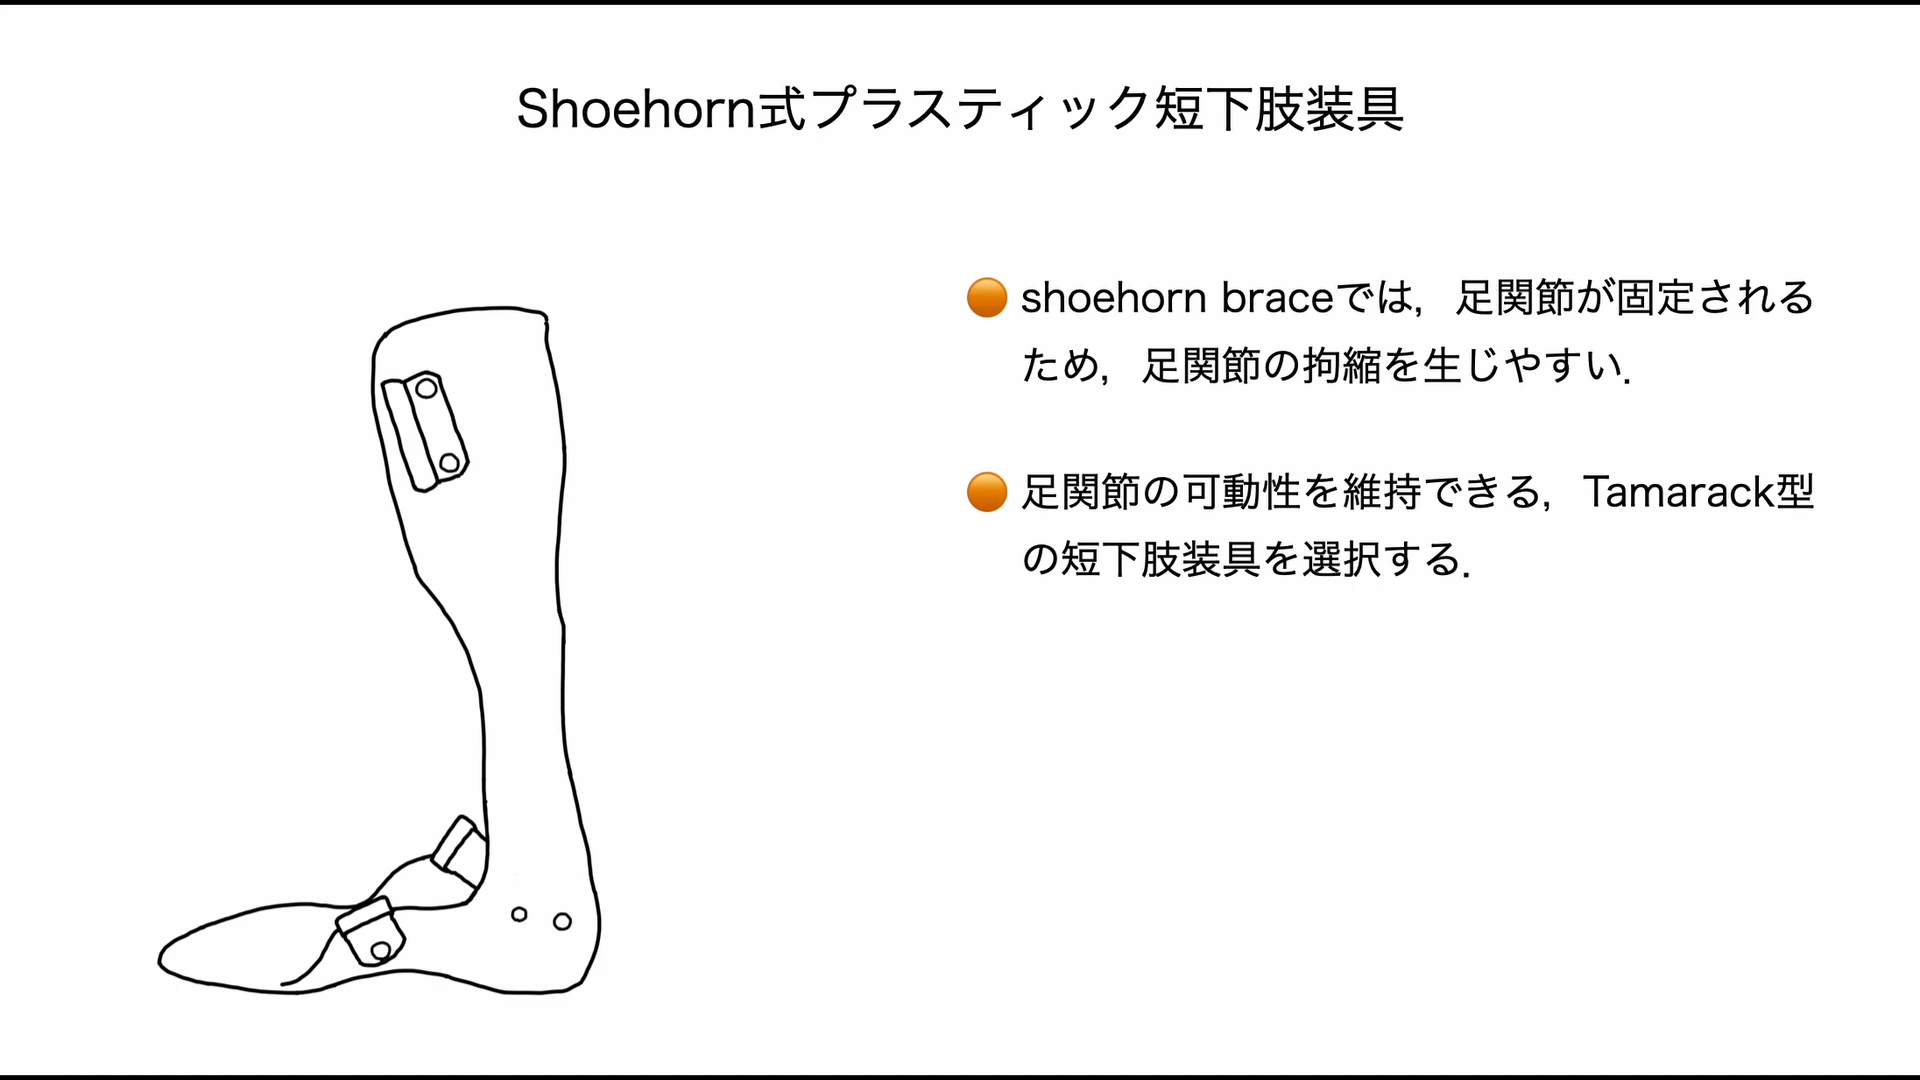 Shoehorn式プラスティック短下肢装具
shoehorn braceでは，足関節が固定される
ため，足関節の拘縮を生じやすい．
足関節の可動性を維持できる，Tamarack型
の短下肢装具を選択する．